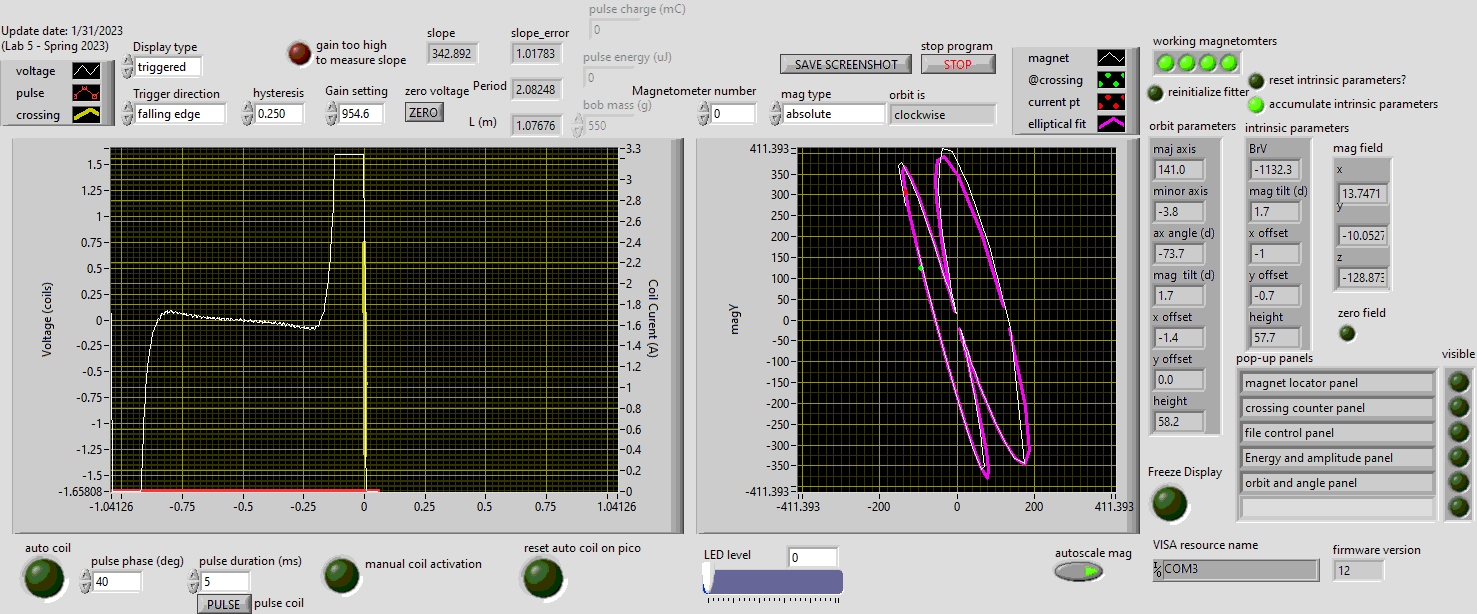 Update date: 1/31/2023
(Lab 5 - Spring 2023)
voltage
pulse
crossing
Display type
triggered
Trigger direction
falling edge
gain too high
to measure slope
hysteresis
0.250
Gain setting
954.6
zero voltage
ZERO
slope
342.892
slope_error
1.01783
Period
2.08248
L (m)
1.07676
pulse charge (mC)
0
pulse energy (uJ)
0
bob mass (g)
550
Magnetometer number
0
SAVE SCREENSHOT
stop program
STOP
mag type
absolute
orbit is
clockwise
magnet
@crossing
current pt
elliptical fit
working magnetomters
reset intrinsic parameters?
reinitialize fitter
accumulate intrinsic parameters
Voltage (coils)
1.5
1.25
1
0.75
0.5
0.25
0
-0.25
-0.5
-0.75
-1
-1.25
-1.5
-1.65808
-1.04126
-0.75
-0.5
-0.25
0
0.25
0.5
0.75
1.04126
3.3
3
2.8
2.6
2.4
2.2
2
1.8
1.6
1.4
1.2
1
0.8
0.6
0.4
0.2
0
Coil Curent (A)
magy
411.393
350
300
250
200
150
100
50
0
-50
-100
-150
-200
-250
-300
-350
-411.393
-411.393
-200
0
200
411.393
orbit parameters
maj axis
141.0
minor axis
-3.8
ax angle (d)
-73.7
mag tilt (d)
1.7
x offset
-1.4
y offset
0.0
height
58.2
intrinsic parameters
BrV
-1132.3
mag tilt (d)
1.7
x offset
-1
y offset
-0.7
height
57.7
mag field
x
13.7471
y
-10.0527
z
-128.873
zero field
pop-up panels
visible
magnet locator panel
crossing counter panel
file control panel
Energy and amplitude panel
orbit and angle panel
Freeze Display
auto coil
pulse phase (deg)
40
pulse duration (ms)
5
PULSE
pulse coil
manual coil activation
reset auto coil on pico
LED level
0
autoscale mag
VISA resource name
COM3
firmware version
12